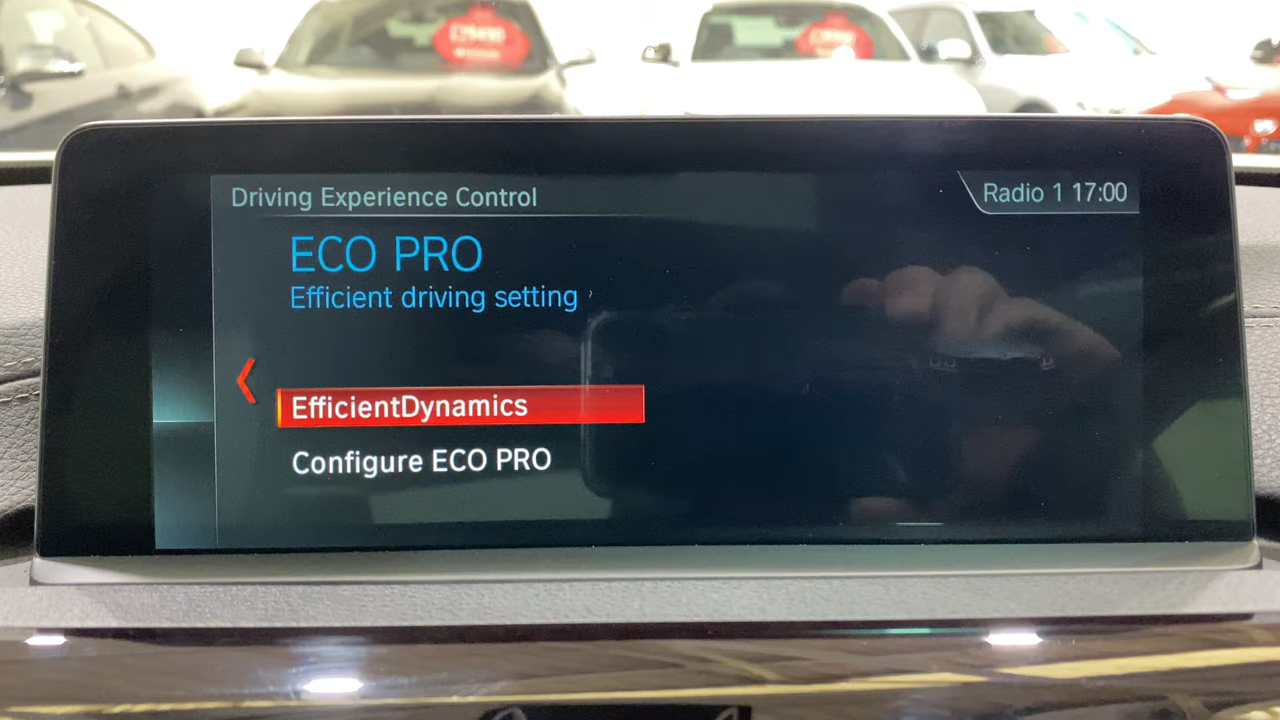 Driving Experience Control
Radio 1 17:00
ECO PRO
Efficient driving setting
EfficientDynamics
Configure ECO PRO